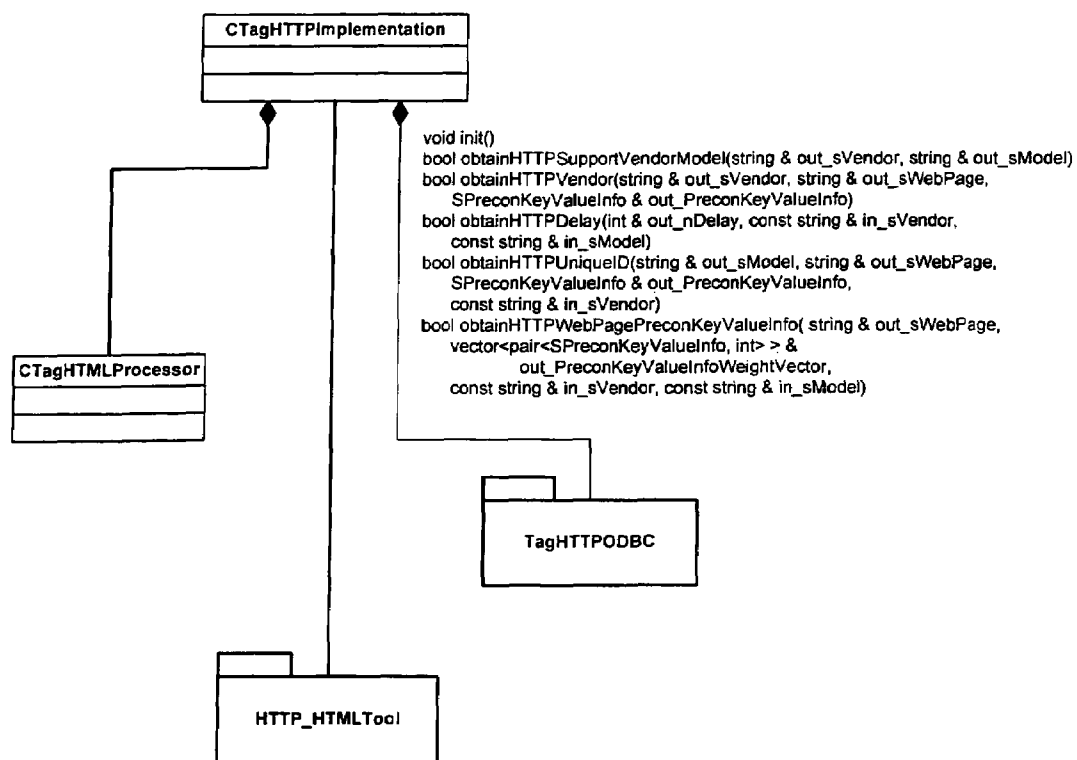 CTagHTTPImplementation
void init()
bool obtainHTTPSupportVendorModel(string & out_sVendor, string & out_sModel)
bool obtainHTTPVendor(string & out_sVendor, string & out_sWebPage,
SPreconKeyValueInfo & out_PreconKeyValueInfo)
bool obtainHTTPDelay(int & out_nDelay, const string & in_sVendor,
const string & in_sModel)
bool obtainHTTPUniqueID(string & out_sModel, string & out_sWebPage,
SPreconKeyValueInfo & out_PreconKeyValueInfo,
const string & in_sVendor)
bool obtainHTTPWebPagePreconKeyValueInfo( string & out_sWebPage,
vector<pair<SPreconKeyValueInfo, int> > &
out_PreconKeyValueInfoWeightVector,
const string & in_sVendor, const string & in_sModel)
CTagHTMLProcessor
TagHTTPODBC
HTTP_HTMLTool